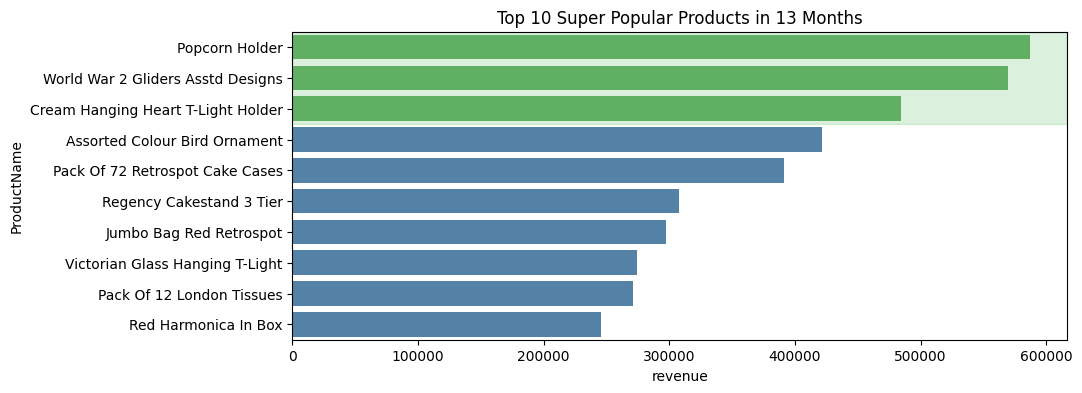 Top 10 Super Popular Products in 13 Months
ProductName
Popcorn Holder
World War 2 Gliders Asstd Designs
Cream Hanging Heart T-Light Holder
Assorted Colour Bird Ornament
Pack Of 72 Retrospot Cake Cases
Regency Cakestand 3 Tier
Jumbo Bag Red Retrospot
Victorian Glass Hanging T-Light
Pack Of 12 London Tissues
Red Harmonica In Box
0 100000 200000 300000 400000 500000 600000
revenue